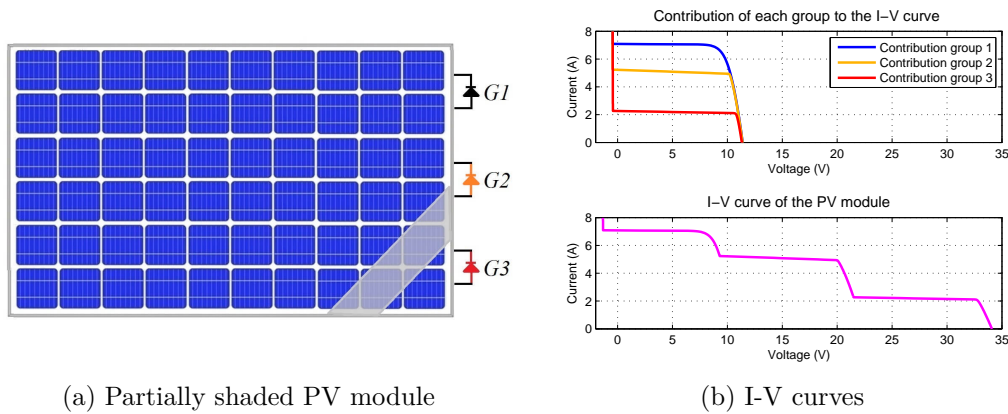 G1
G2
G3
(a) Partially shaded PV module
Contribution of each group to the I−V curve
Current (A)
8
6
4
2
0
Contribution group 1
Contribution group 2
Contribution group 3
0 5 10 15 20 25 30 35
Voltage (V)
I−V curve of the PV module
Current (A)
8
6
4
2
0
0 5 10 15 20 25 30 35
Voltage (V)
(b) I-V curves